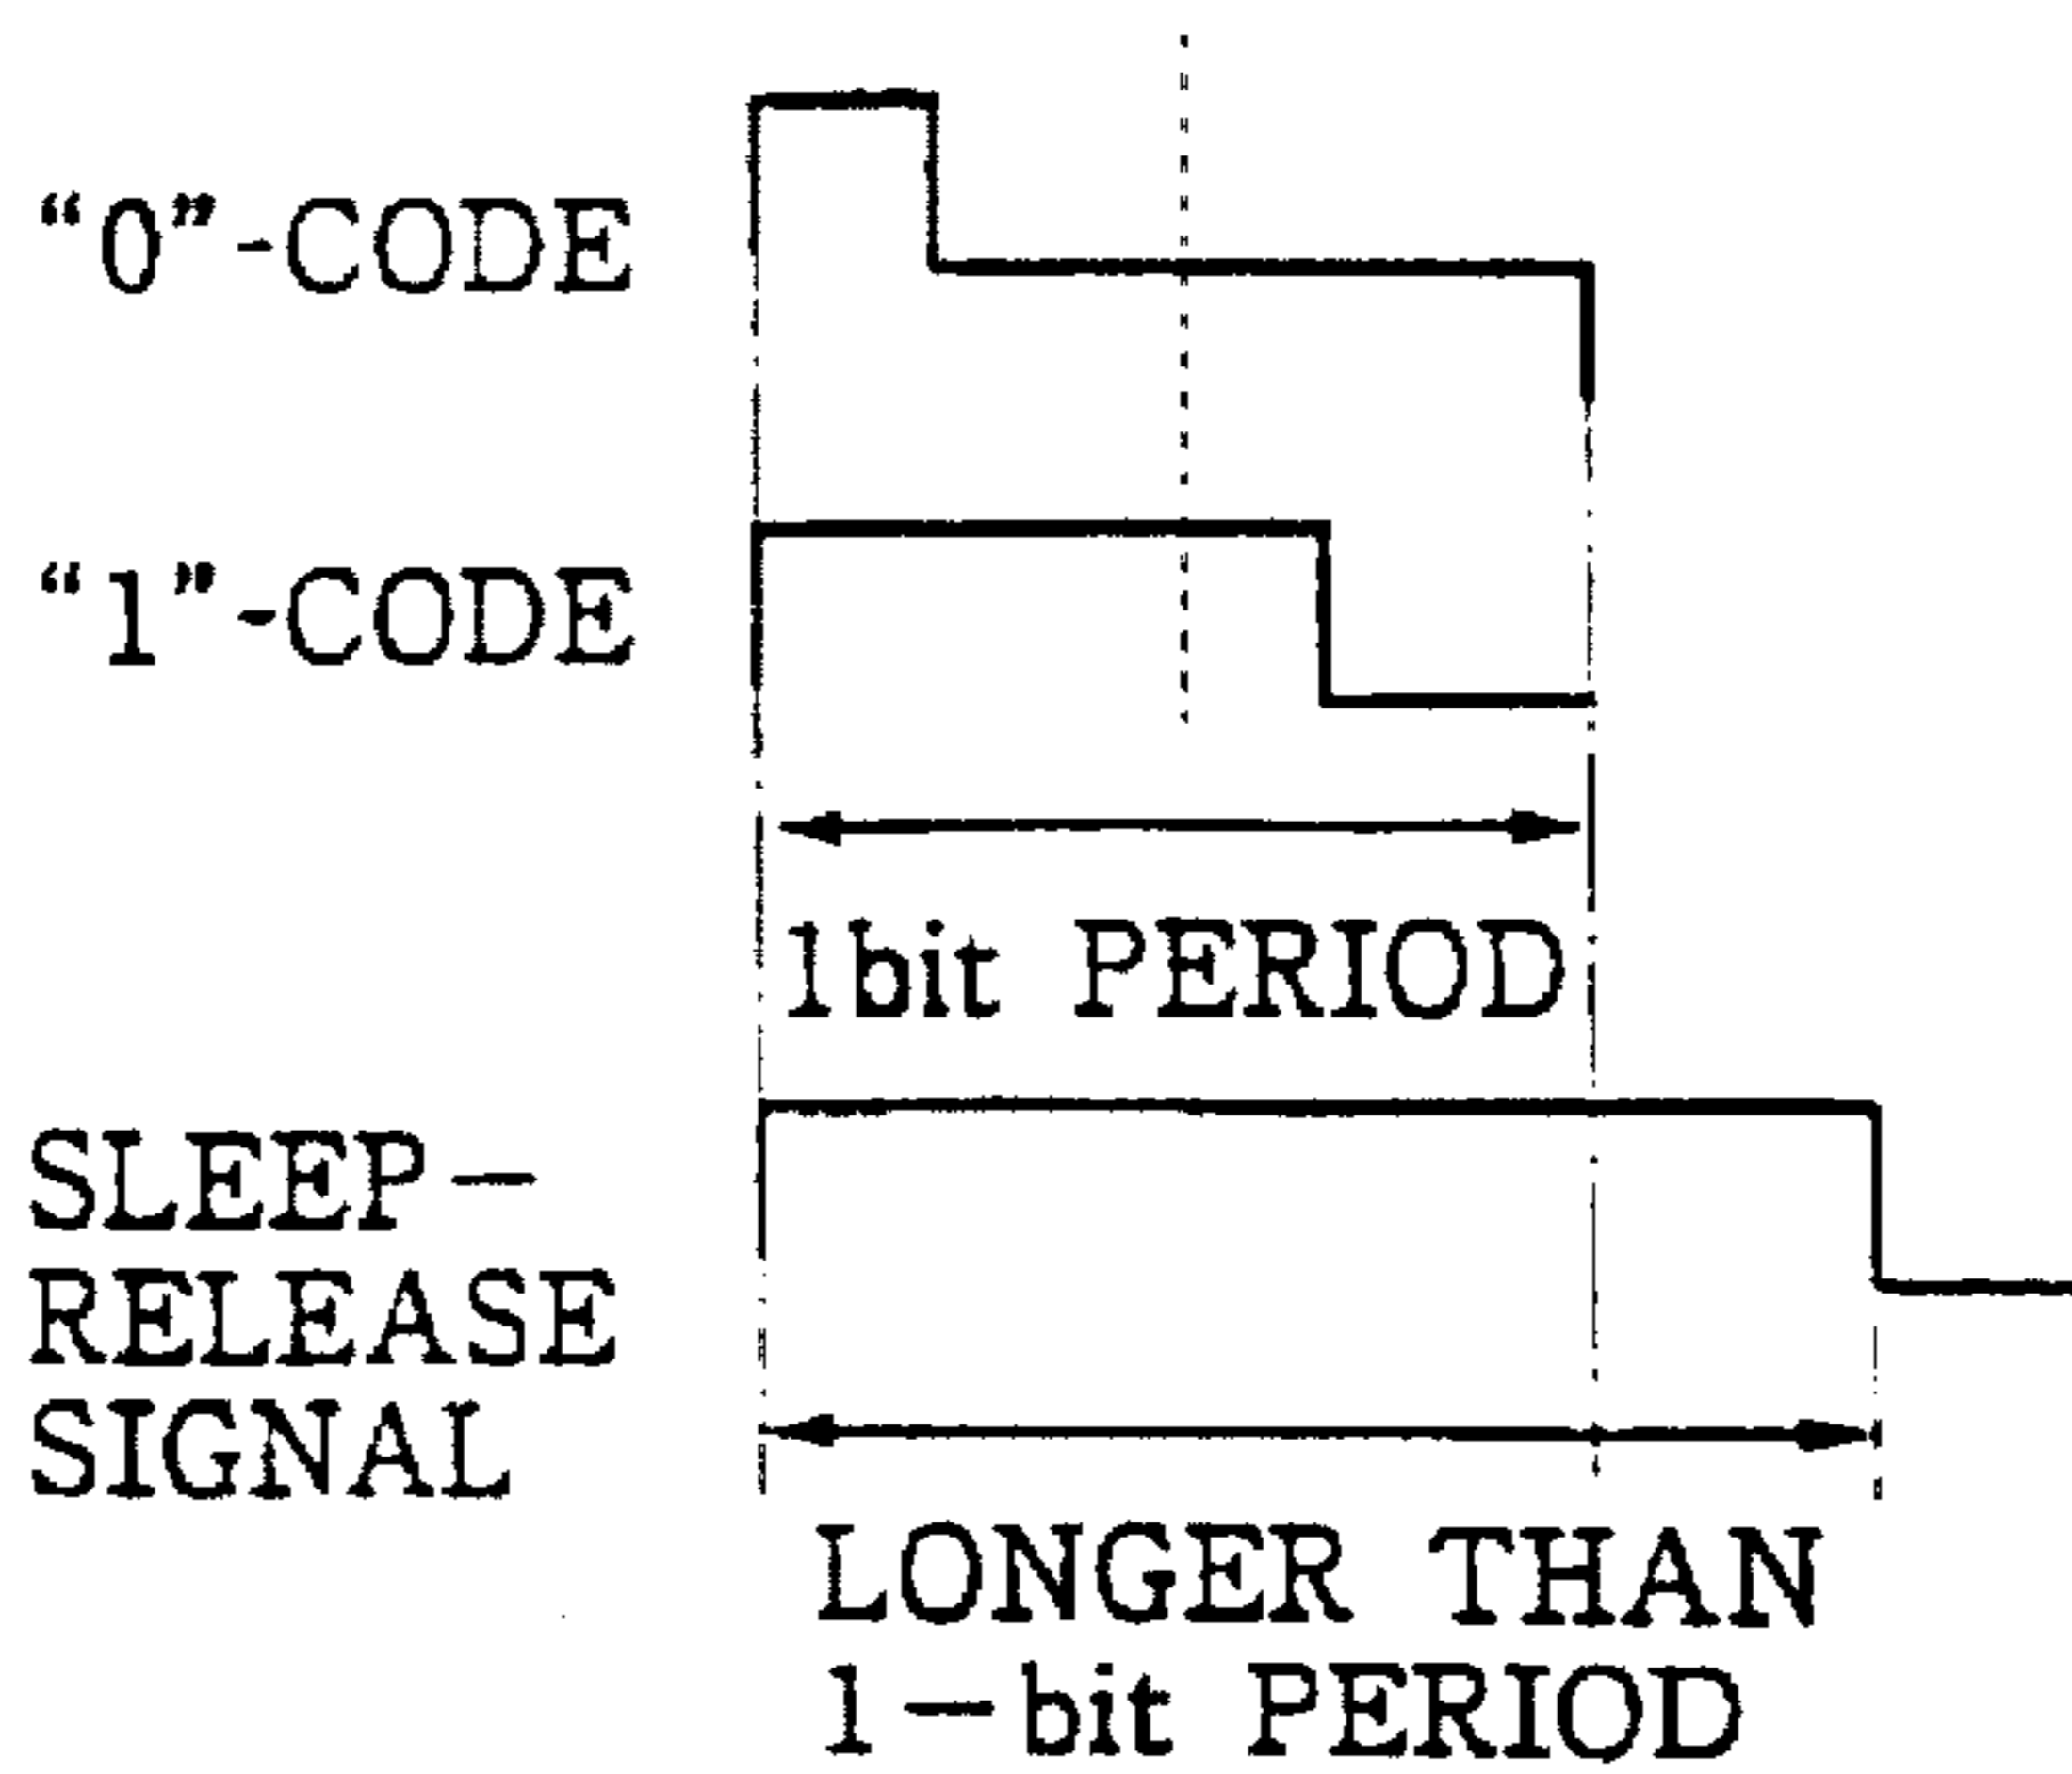 “0”-CODE
“1”-CODE
1bit PERIOD
SLEEP—
RELEASE
SIGNAL
LONGER THAN
1—bit PERIOD